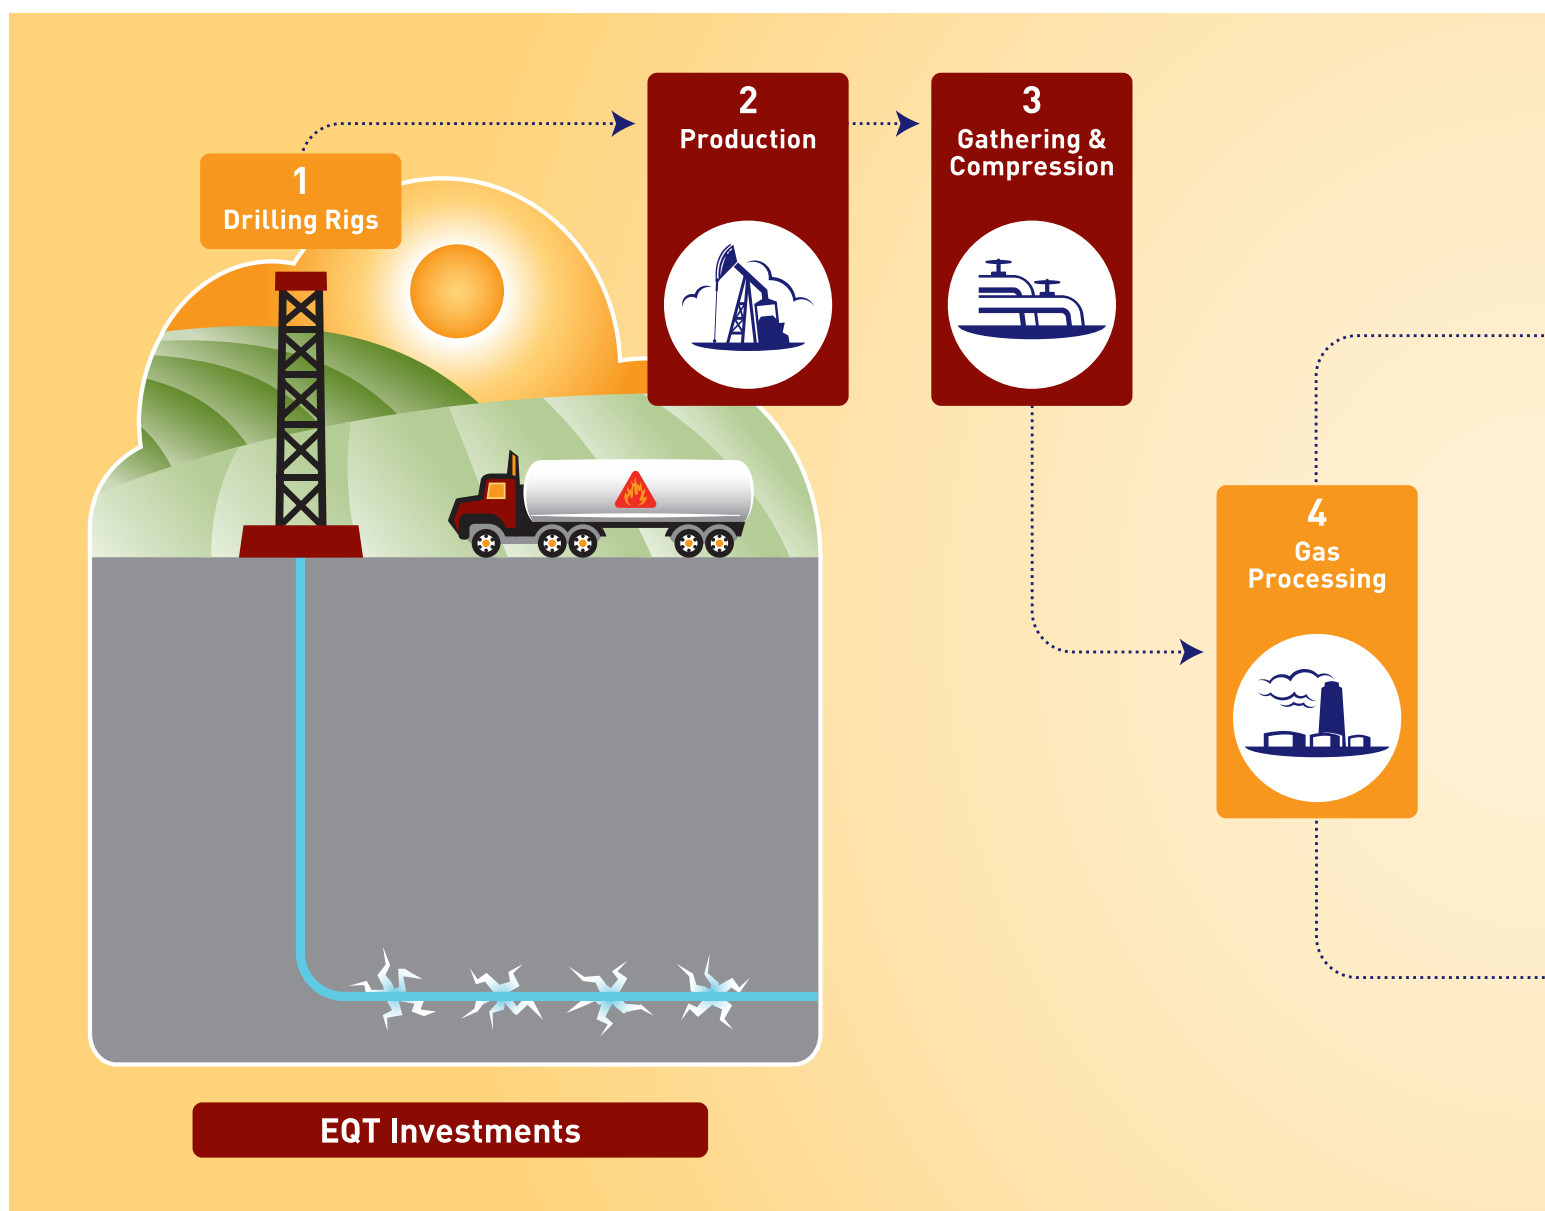 1
Drilling Rigs
2
Production
3
Gathering &
Compression
4
Gas
Processing
EQT Investments